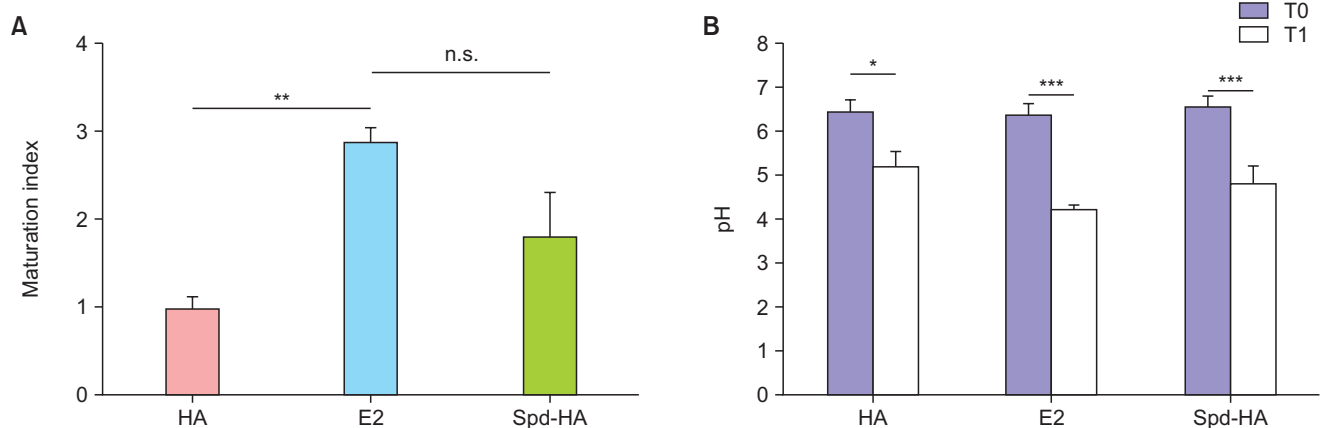 A
Maturation index
4
3
2
1
0
**
n.s.
HA
E2
Spd-HA
B
T0
T1
pH
8
7
6
5
4
3
2
1
0
*
***
***
HA
E2
Spd-HA